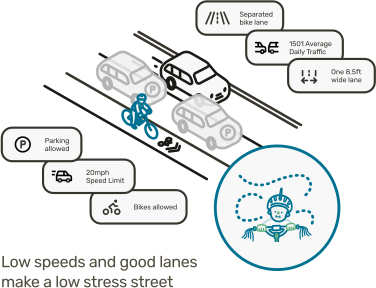 Separated
bike lane
1501 Average
Daily Traffic
One 8.5ft
wide lane
P
P
P
Parking
allowed
20mph
Speed Limit
Bikes allowed
Low speeds and good lanes
make a low stress street